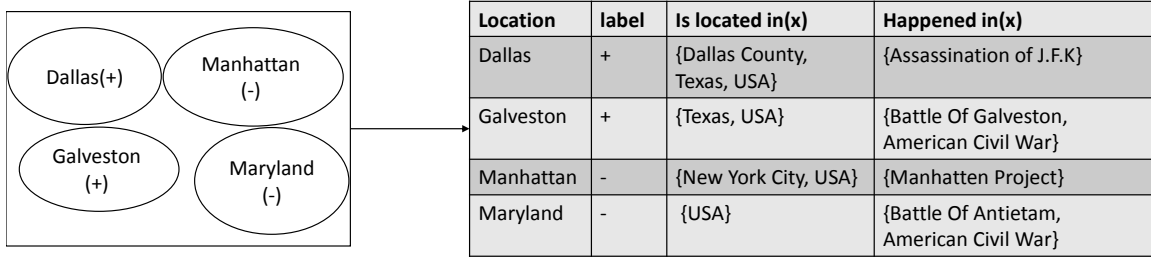 Dallas(+)
Manhattan
(-)
Galveston
(+)
Maryland
(-)
Location label Is located in(x) Happened in(x)
Dallas + {Dallas County, {Assassination of J.F.K}
Texas, USA}
Galveston + {Texas, USA} {Battle Of Galveston,
American Civil War}
Manhattan - {New York City, USA} {Manhatten Project}
Maryland - {USA} {Battle Of Antietam,
American Civil War}